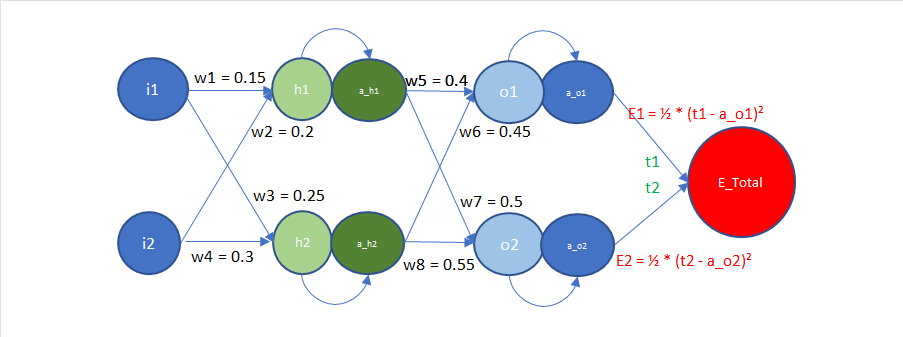 i1
w1 = 0.15
h1
a_h1
w5 = 0.4
o1
a_o1
E1 = ½ * (t1 - a_o1)²
w2 = 0.2
w6 = 0.45
t1
t2
E_Total
w3 = 0.25
w7 = 0.5
i2
w4 = 0.3
h2
a_h2
w8 = 0.55
o2
a_o2
E2 = ½ * (t2 - a_o2)²